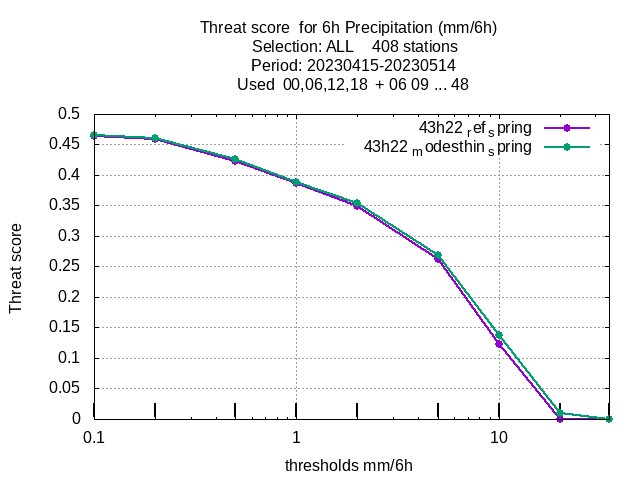 Threat score  for 6h Precipitation (mm/6h)
Selection: ALL    408 stations
Period: 20230415-20230514
Used  00,06,12,18  + 06 09 ... 48
43h22 ref spring
43h22 modesthin spring
0.5
0.45
0.4
0.35
0.3
0.25
0.2
0.15
0.1
0.05
0
Threat score
0.1 1 10
thresholds mm/6h